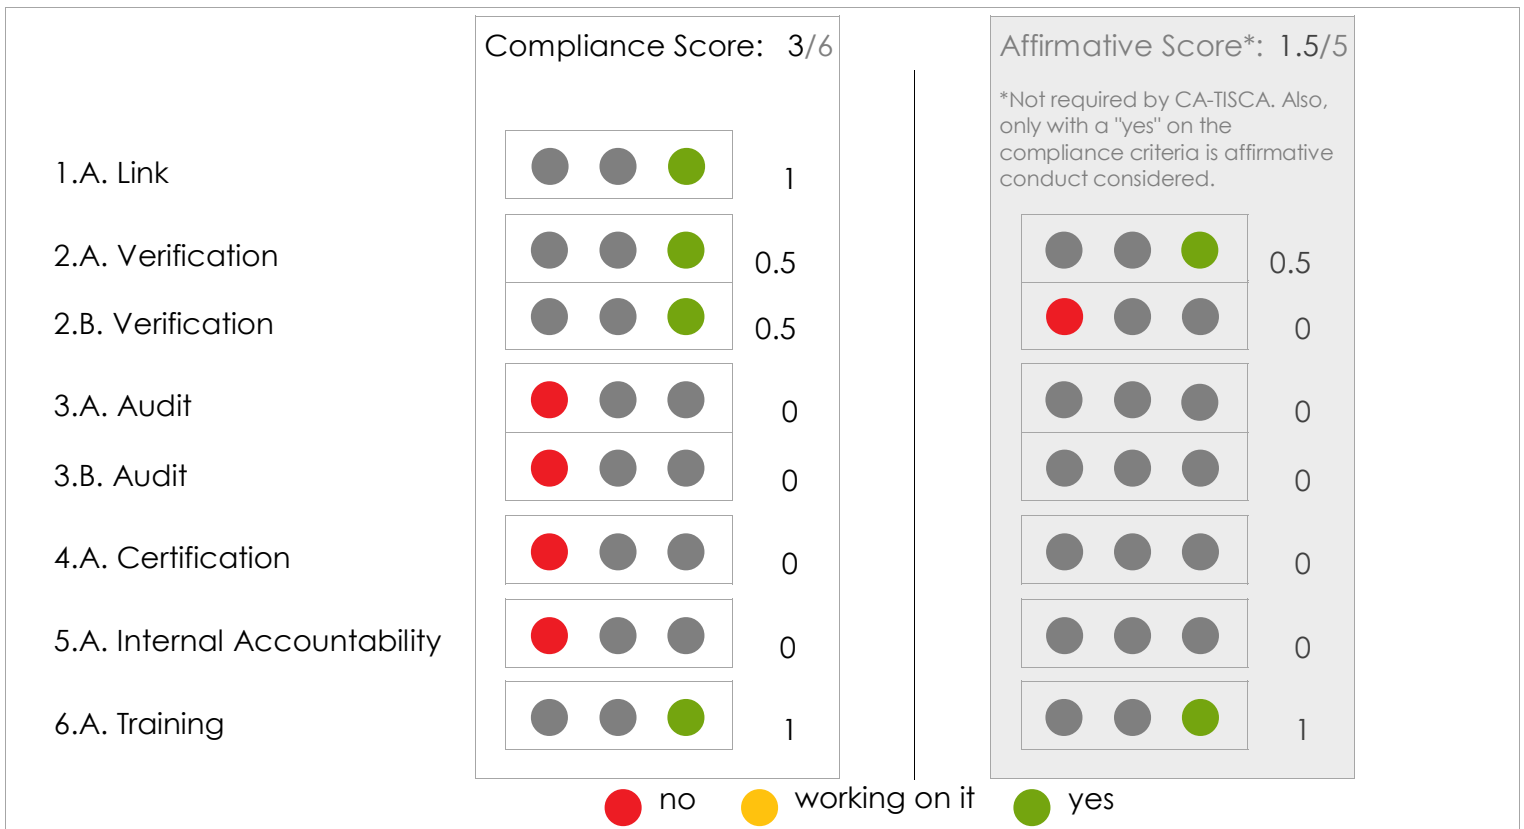 Compliance Score: 3/6
Affirmative Score*: 1.5/5
*Not required by CA-TISCA. Also,
only with a "yes" on the
compliance criteria is affirmative
conduct considered.
1.A. Link 1
2.A. Verification 0.5 0.5
2.B. Verification 0.5 0
3.A. Audit 0 0
3.B. Audit 0 0
4.A. Certification 0 0
5.A. Internal Accountability 0 0
6.A. Training 1 1
no working on it yes